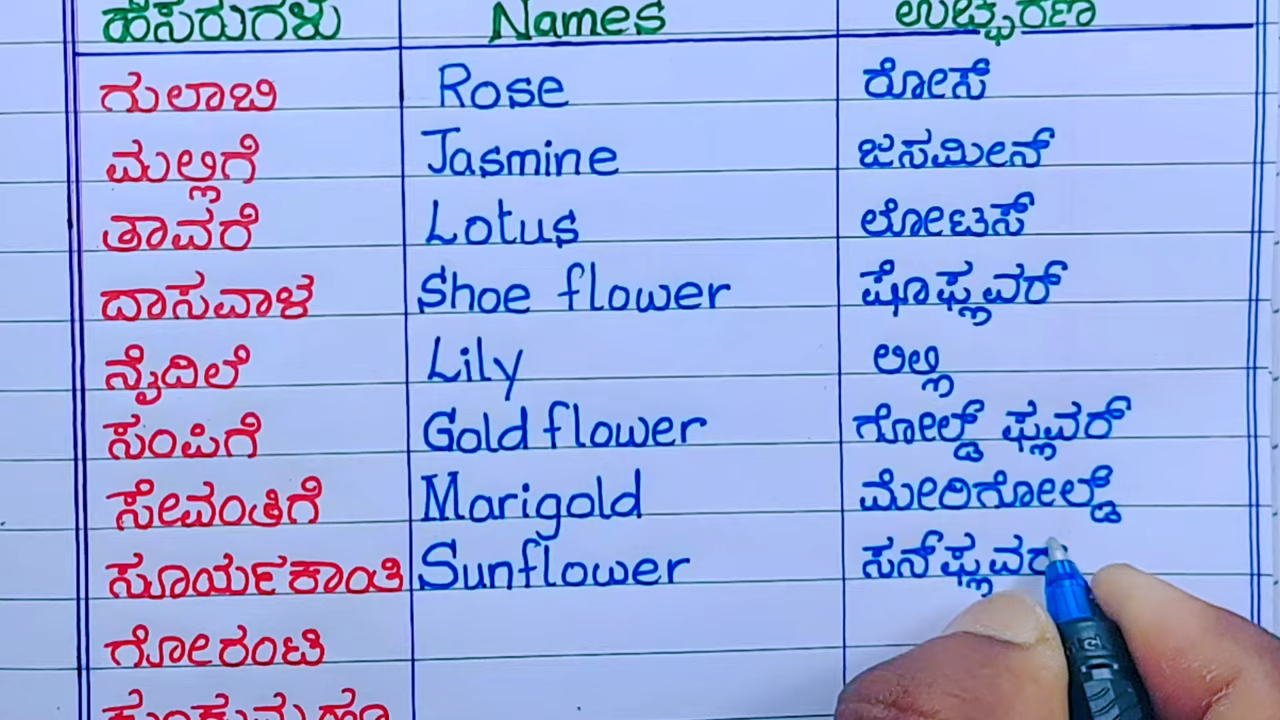 ಹೆಸರುಗಳು Names ಉಚ್ಛರಣೆ
ಗುಲಾಬಿ Rose ರೋಸ್
ಮಲ್ಲಿಗೆ Jasmine ಜಸಮೀನ್
ತಾವರೆ Lotus ಲೋಟಸ್
ದಾಸವಾಳ Shoe flower ಷೊಫ್ಲವರ್
ನೈದಿಲೆ Lily ಲಿಲ್ಲಿ
ಸಂಪಿಗೆ Gold flower ಗೋಲ್ಡ್ ಫ್ಲವರ್
ಸೇವಂತಿಗೆ Marigold ಮೇರಿಗೋಲ್ಡ್
ಸೂರ್ಯಕಾಂತಿ Sunflower ಸನ್‌ಫ್ಲವರ
ಗೋರಂಟಿ